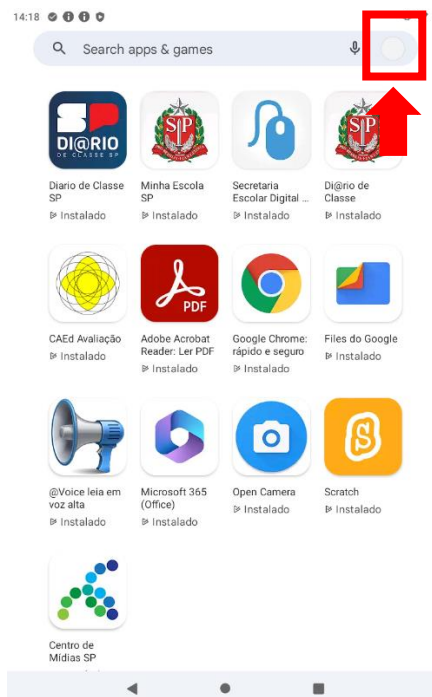 14:18
Search apps & games
DI@RIO
DE CLASSE SP
SP
SP
Diario de Classe
SP
Instalado
Minha Escola
SP
Instalado
Secretaria
Escolar Digital ...
Instalado
Di@rio de
Classe
Instalado
PDF
CAEd Avaliação
Instalado
Adobe Acrobat
Reader: Ler PDF
Instalado
Google Chrome:
rápido e seguro
Instalado
Files do Google
Instalado
S
@Voice leia em
voz alta
Instalado
Microsoft 365
(Office)
Instalado
Open Camera
Instalado
Scratch
Instalado
Centro de
Mídias SP